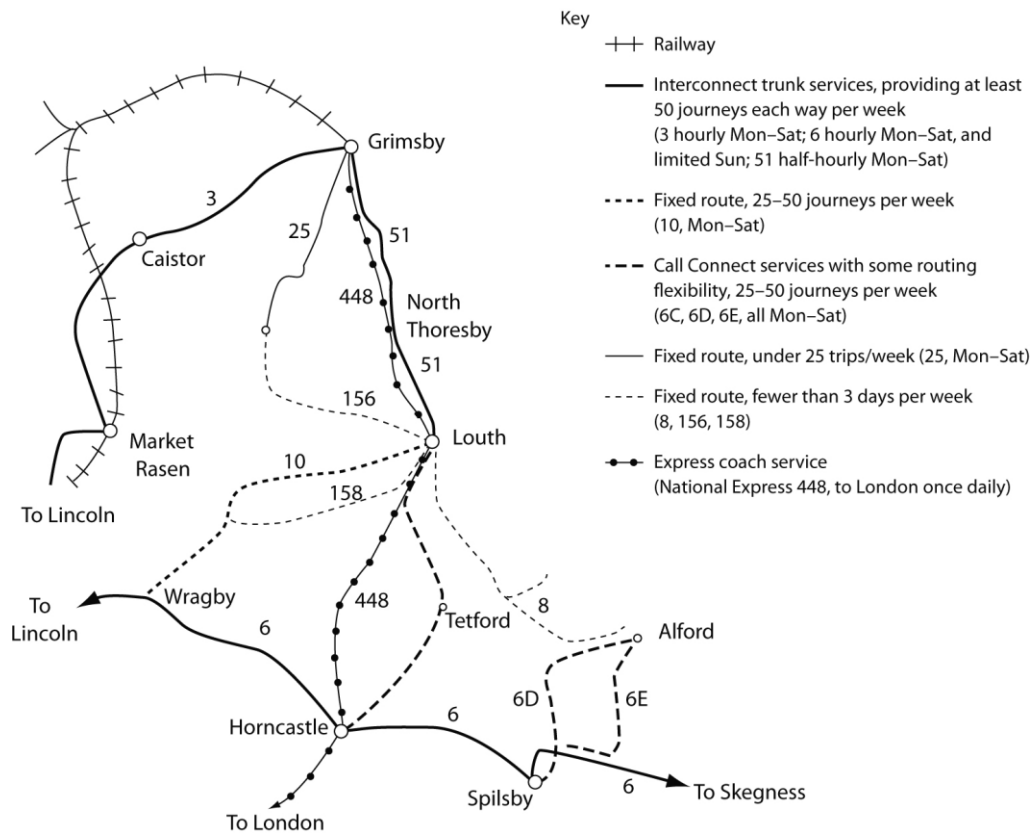 Key
Railway
Interconnect trunk services, providing at least
50 journeys each way per week
(3 hourly Mon–Sat; 6 hourly Mon–Sat, and
limited Sun; 51 half-hourly Mon–Sat)
Fixed route, 25–50 journeys per week
(10, Mon–Sat)
Call Connect services with some routing
flexibility, 25–50 journeys per week
(6C, 6D, 6E, all Mon–Sat)
Fixed route, under 25 trips/week (25, Mon–Sat)
Fixed route, fewer than 3 days per week
(8, 156, 158)
Express coach service
(National Express 448, to London once daily)
Grimsby
3
25
51
Caistor
448
North
Thoresby
51
156
Market
Rasen
Louth
10
158
To Lincoln
To
Lincoln
Wragby
448
Tetford
8
Alford
6
6D
6E
Horncastle
6
Spilsby
6
To Skegness
To London